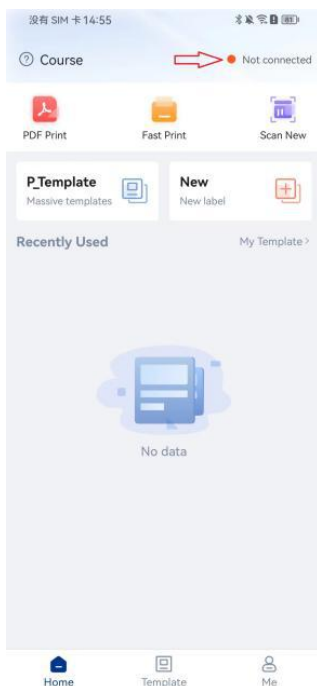 没有 SIM 卡 14:55
Course
Not connected
PDF Print
Fast Print
Scan New
P_Template
Massive templates
New
New label
Recently Used
My Template >
No data
Home
Template
Me